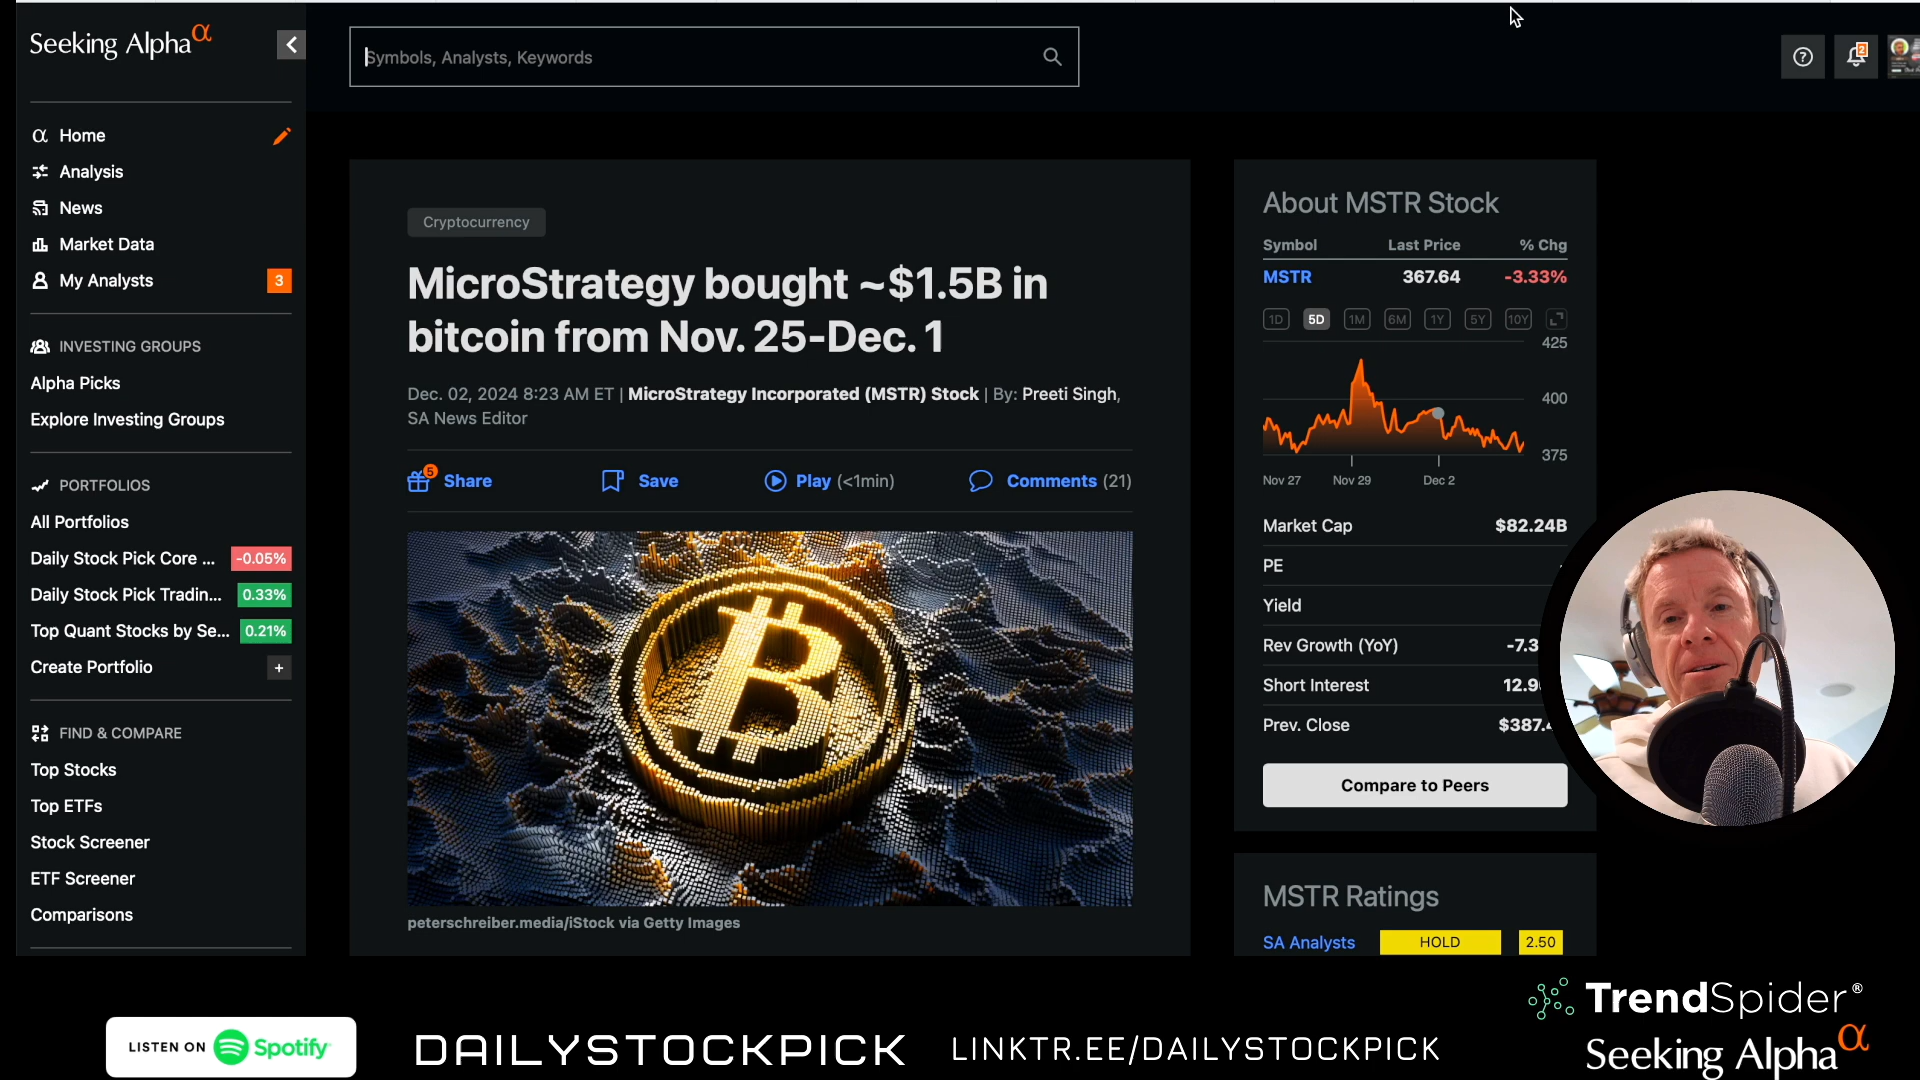 Seeking Alpha α
Symbols, Analysts, Keywords
2
α Home
Analysis
News
Market Data
My Analysts 3
INVESTING GROUPS
Alpha Picks
Explore Investing Groups
PORTFOLIOS
All Portfolios
Daily Stock Pick Core ... -0.05%
Daily Stock Pick Tradin... 0.33%
Top Quant Stocks by Se... 0.21%
Create Portfolio +
FIND & COMPARE
Top Stocks
Top ETFs
Stock Screener
ETF Screener
Comparisons
Cryptocurrency
MicroStrategy bought ~$1.5B in
bitcoin from Nov. 25-Dec. 1
Dec. 02, 2024 8:23 AM ET | MicroStrategy Incorporated (MSTR) Stock | By: Preeti Singh,
SA News Editor
5 Share Save Play (<1min) Comments (21)
peterschreiber.media/iStock via Getty Images
About MSTR Stock
Symbol Last Price % Chg
MSTR 367.64 -3.33%
1D 5D 1M 6M 1Y 5Y 10Y
425
400
375
Nov 27 Nov 29 Dec 2
Market Cap $82.24B
PE
Yield
Rev Growth (YoY) -7.3
Short Interest 12.9
Prev. Close $387.4
Compare to Peers
MSTR Ratings
SA Analysts HOLD 2.50
LISTEN ON Spotify
DAILYSTOCKPICK
LINKTR.EE/DAILYSTOCKPICK
TrendSpider®
Seeking Alpha α